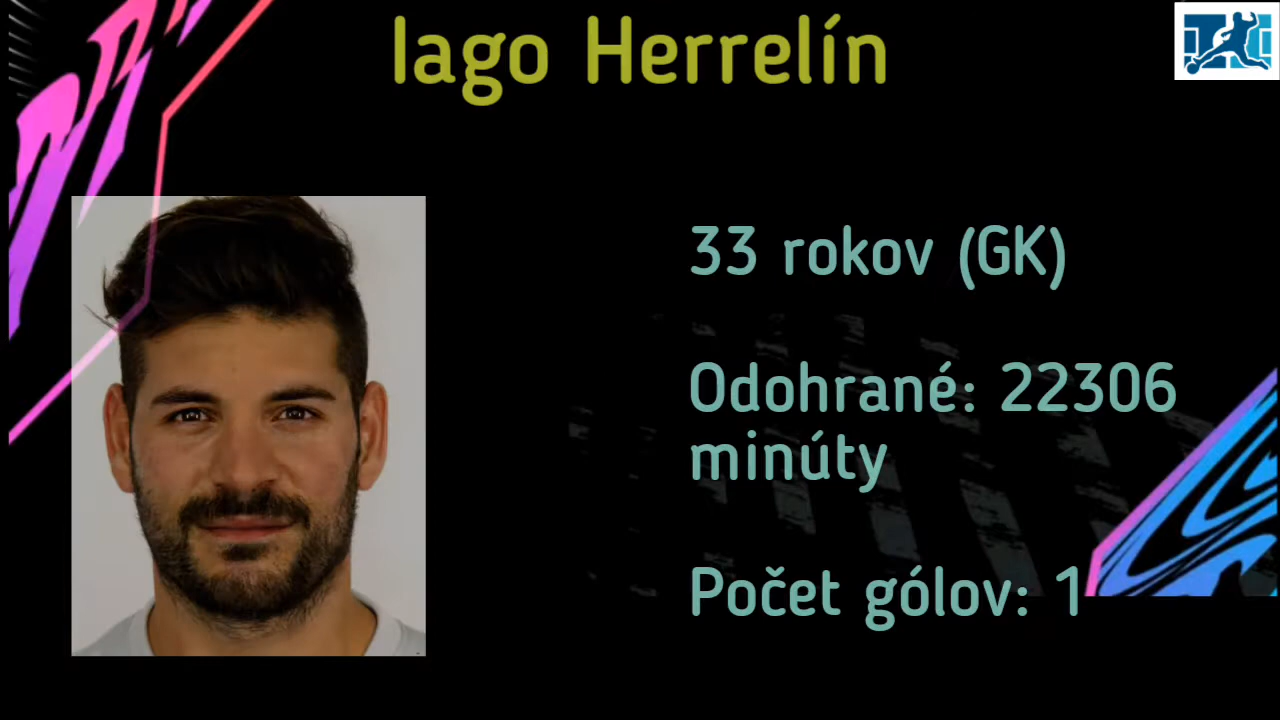 Iago Herrelín
33 rokov (GK)
Odohrané: 22306
minúty
Počet gólov: 1